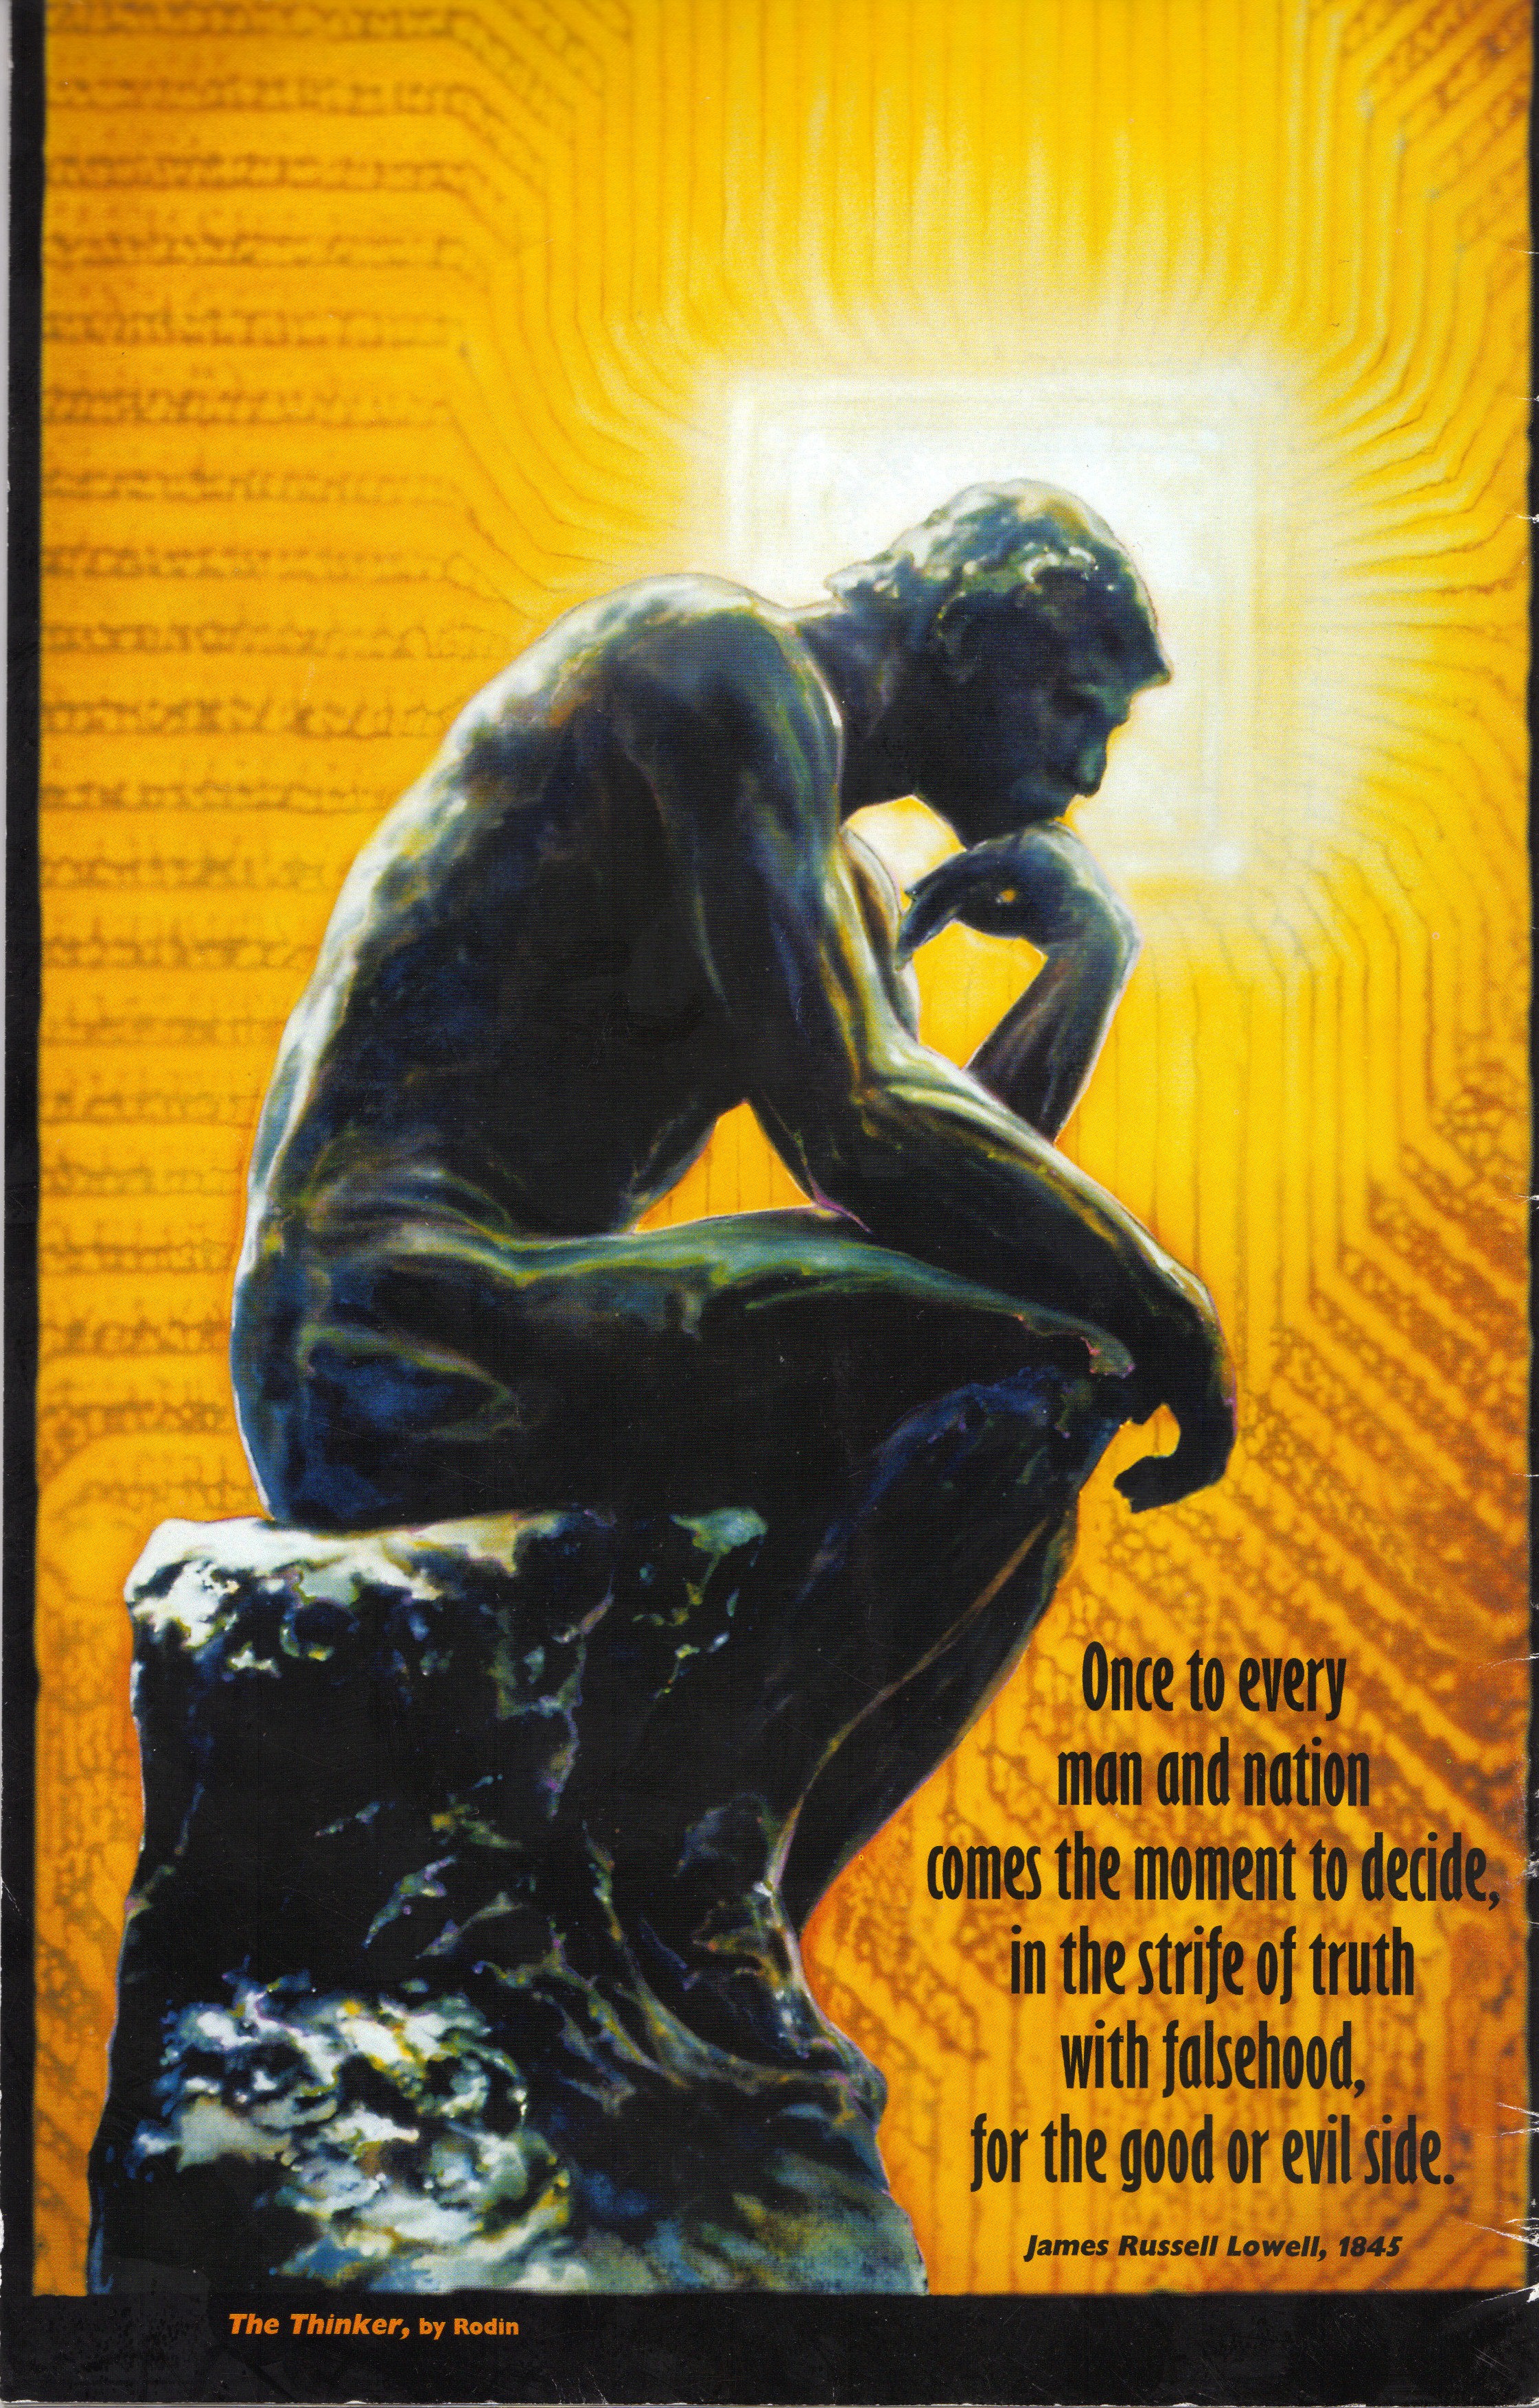 Once to every
man and nation
comes the moment to decide,
in the strife of truth
with falsehood,
for the good or evil side.
James Russell Lowell, 1845
The Thinker, by Rodin